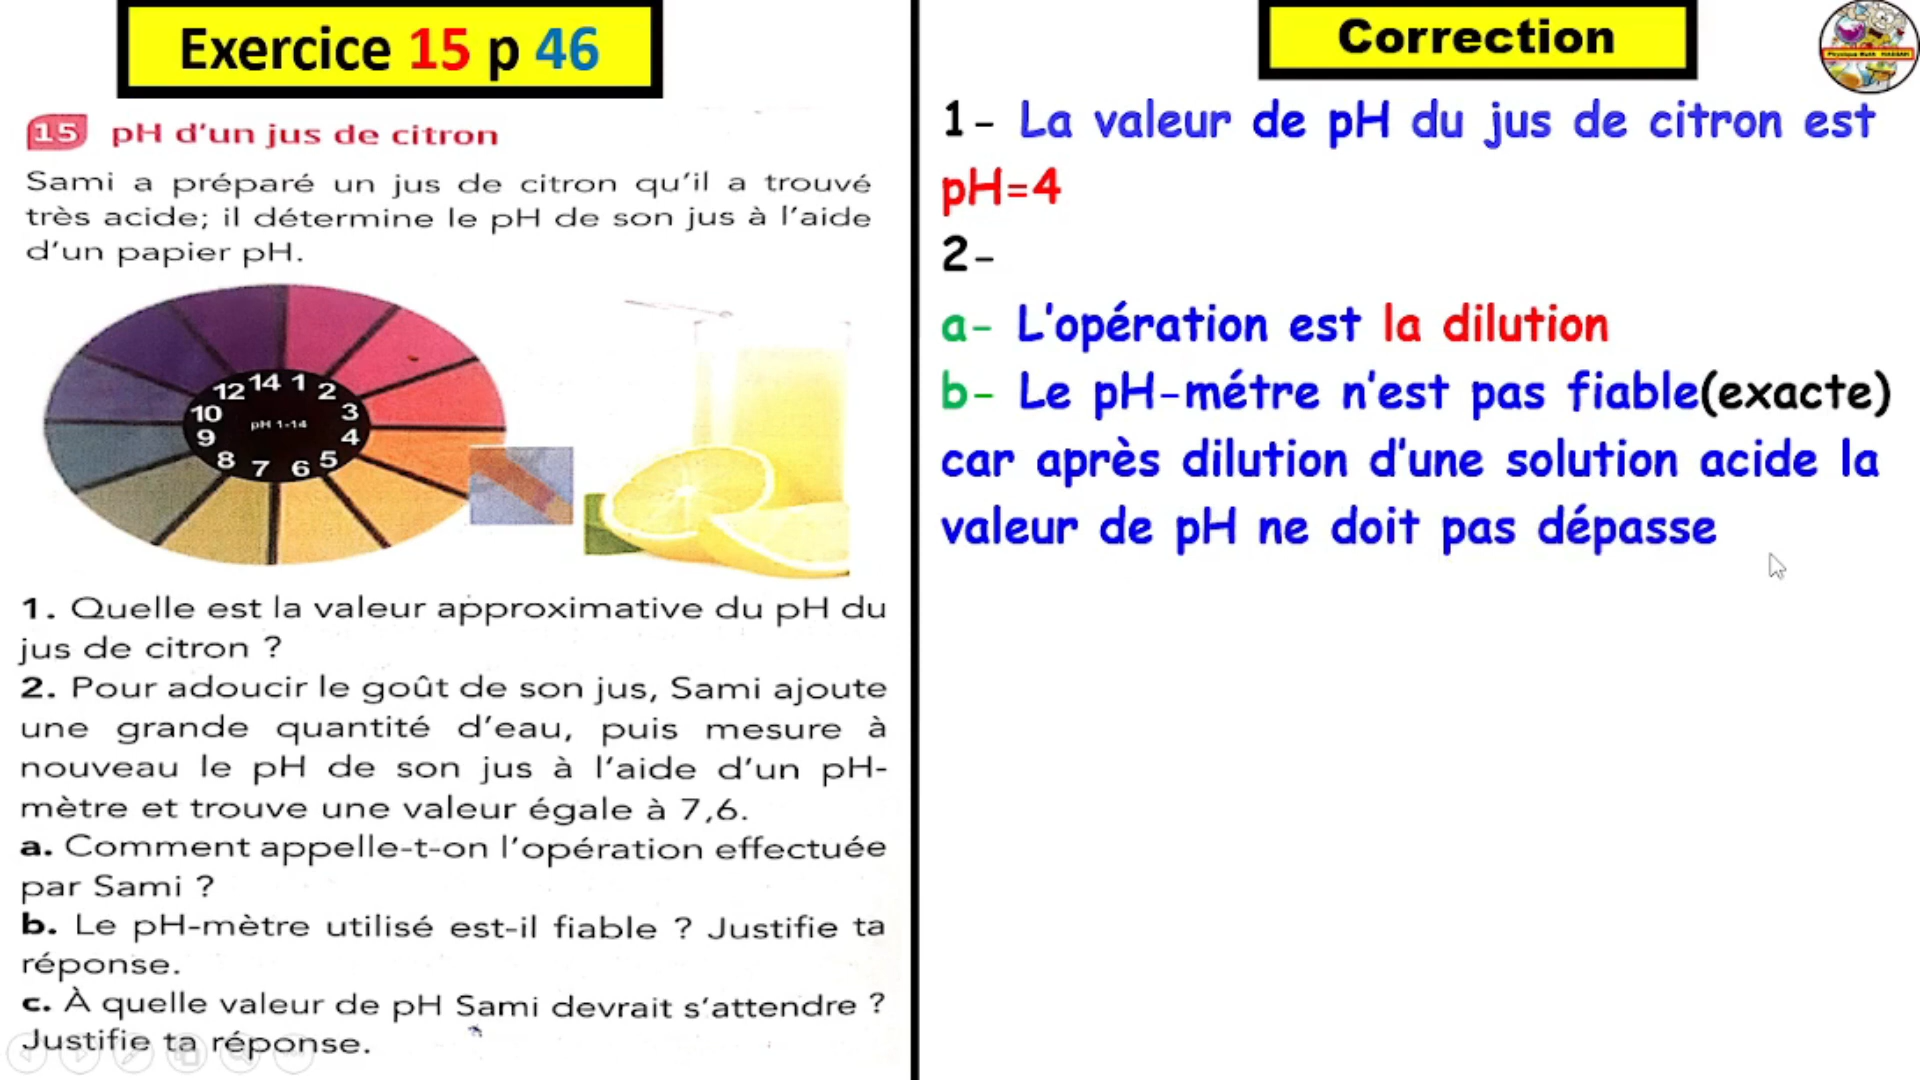 Exercice 15 p 46
15 pH d'un jus de citron
Sami a préparé un jus de citron qu'il a trouvé
très acide; il détermine le pH de son jus à l'aide
d'un papier pH.
12 14 1 2
10 3
pH 1-14
9 4
8 7 6 5
1. Quelle est la valeur approximative du pH du
jus de citron ?
2. Pour adoucir le goût de son jus, Sami ajoute
une grande quantité d'eau, puis mesure à
nouveau le pH de son jus à l'aide d'un pH-
mètre et trouve une valeur égale à 7,6.
a. Comment appelle-t-on l'opération effectuée
par Sami ?
b. Le pH-mètre utilisé est-il fiable ? Justifie ta
réponse.
c. À quelle valeur de pH Sami devrait s'attendre ?
Justifie ta réponse.
Correction
1- La valeur de pH du jus de citron est
pH=4
2-
a- L'opération est la dilution
b- Le pH-métre n'est pas fiable(exacte)
car après dilution d'une solution acide la
valeur de pH ne doit pas dépasse